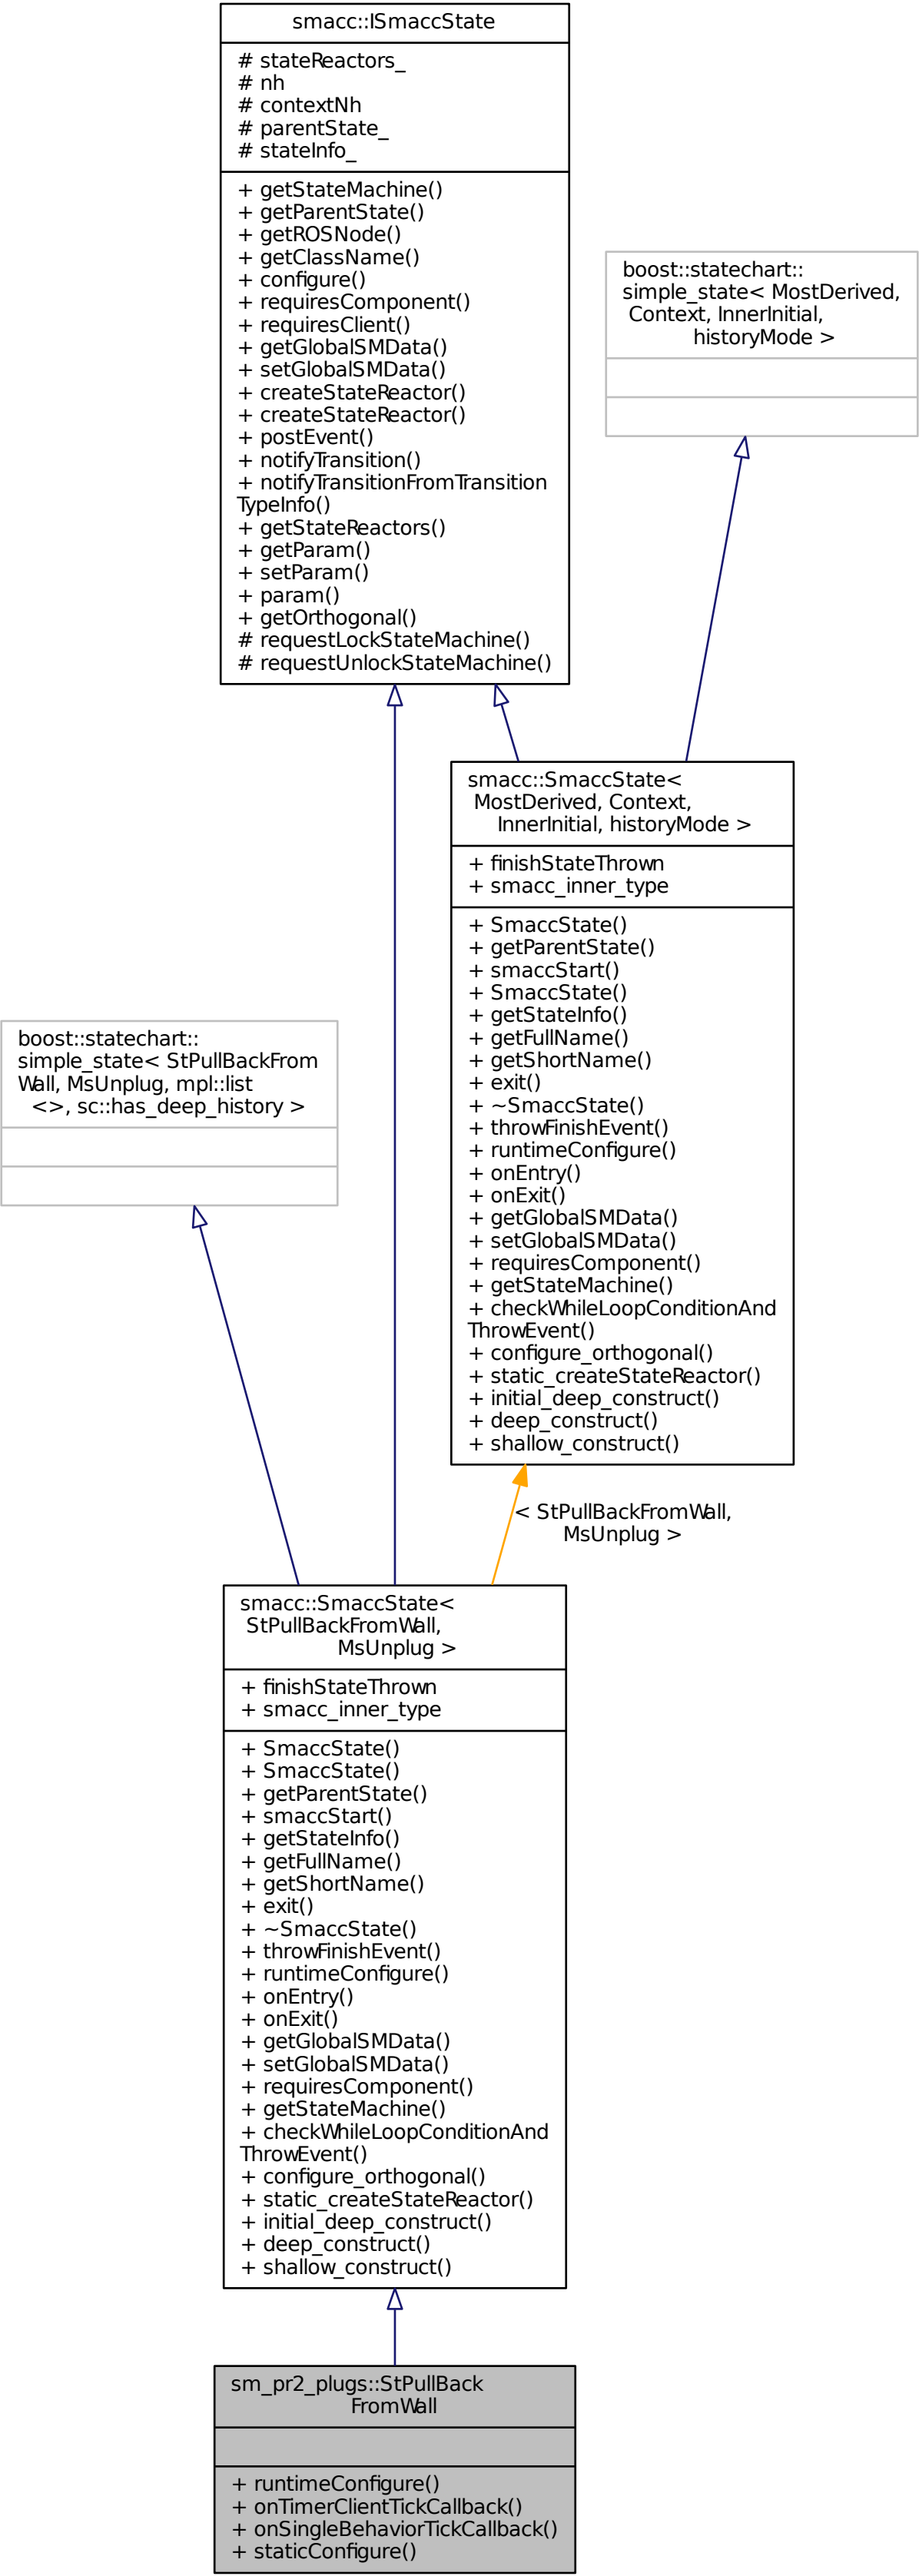 smacc::ISmaccState
# stateReactors_
# nh
# contextNh
# parentState_
# stateInfo_
+ getStateMachine()
+ getParentState()
+ getROSNode()
+ getClassName()
+ configure()
+ requiresComponent()
+ requiresClient()
+ getGlobalSMData()
+ setGlobalSMData()
+ createStateReactor()
+ createStateReactor()
+ postEvent()
+ notifyTransition()
+ notifyTransitionFromTransition
TypeInfo()
+ getStateReactors()
+ getParam()
+ setParam()
+ param()
+ getOrthogonal()
# requestLockStateMachine()
# requestUnlockStateMachine()
boost::statechart::
simple_state< MostDerived,
Context, InnerInitial,
historyMode >
smacc::SmaccState<
MostDerived, Context,
InnerInitial, historyMode >
+ finishStateThrown
+ smacc_inner_type
+ SmaccState()
+ getParentState()
+ smaccStart()
+ SmaccState()
+ getStateInfo()
+ getFullName()
+ getShortName()
+ exit()
+ ~SmaccState()
+ throwFinishEvent()
+ runtimeConfigure()
+ onEntry()
+ onExit()
+ getGlobalSMData()
+ setGlobalSMData()
+ requiresComponent()
+ getStateMachine()
+ checkWhileLoopConditionAnd
ThrowEvent()
+ configure_orthogonal()
+ static_createStateReactor()
+ initial_deep_construct()
+ deep_construct()
+ shallow_construct()
boost::statechart::
simple_state< StPullBackFrom
Wall, MsUnplug, mpl::list
<>, sc::has_deep_history >
< StPullBackFromWall,
MsUnplug >
smacc::SmaccState<
StPullBackFromWall,
MsUnplug >
+ finishStateThrown
+ smacc_inner_type
+ SmaccState()
+ SmaccState()
+ getParentState()
+ smaccStart()
+ getStateInfo()
+ getFullName()
+ getShortName()
+ exit()
+ ~SmaccState()
+ throwFinishEvent()
+ runtimeConfigure()
+ onEntry()
+ onExit()
+ getGlobalSMData()
+ setGlobalSMData()
+ requiresComponent()
+ getStateMachine()
+ checkWhileLoopConditionAnd
ThrowEvent()
+ configure_orthogonal()
+ static_createStateReactor()
+ initial_deep_construct()
+ deep_construct()
+ shallow_construct()
sm_pr2_plugs::StPullBack
FromWall
+ runtimeConfigure()
+ onTimerClientTickCallback()
+ onSingleBehaviorTickCallback()
+ staticConfigure()